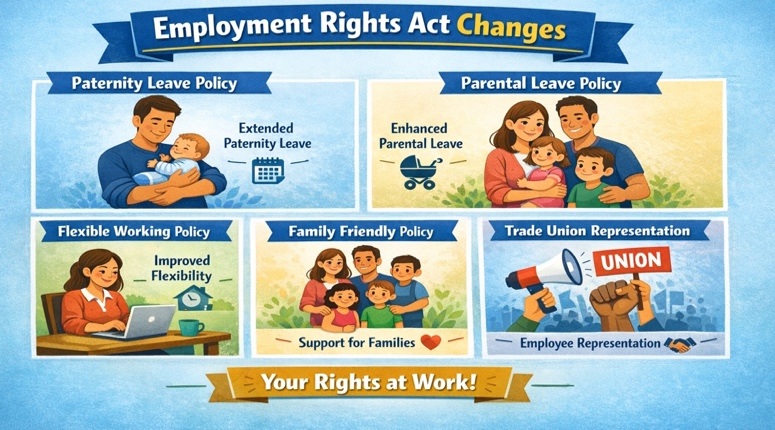 Employment Rights Act Changes
Paternity Leave Policy
Extended
Paternity Leave
Parental Leave Policy
Enhanced
Parental Leave
Flexible Working Policy
Improved
Flexibility
Family Friendly Policy
Support for Families
Trade Union Representation
UNION
Employee Representation
Your Rights at Work!